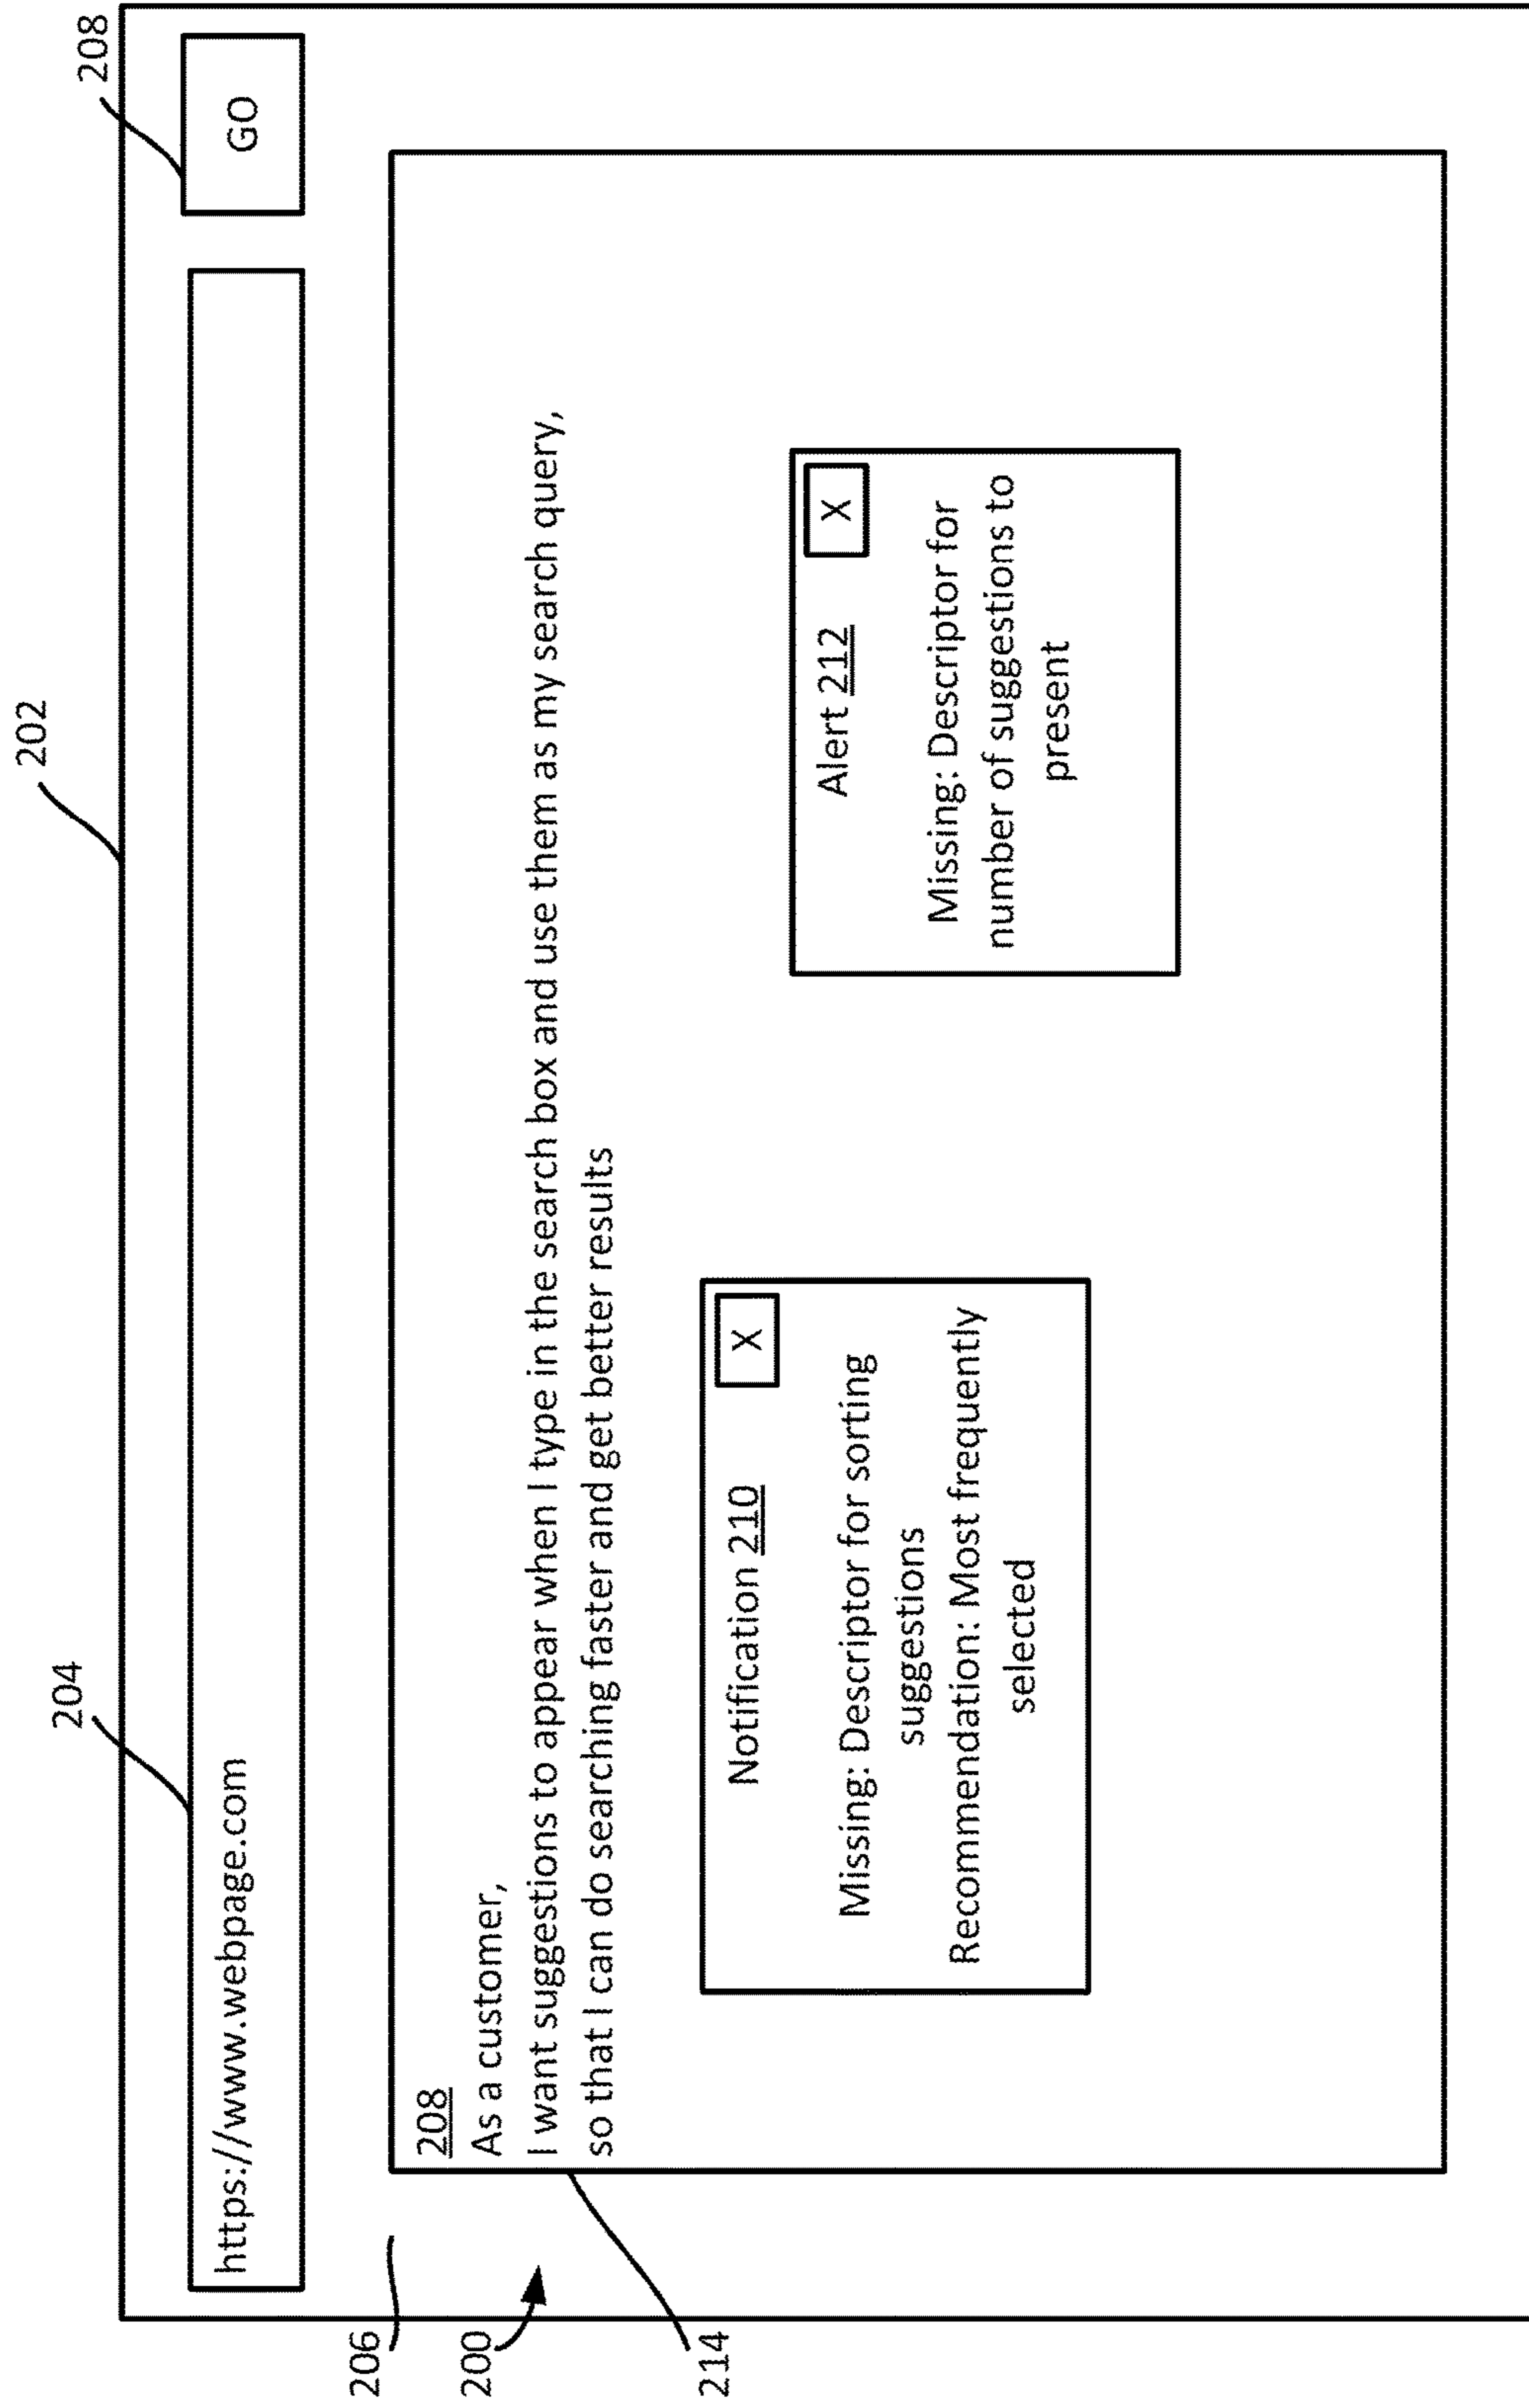 202
204
208
https://www.webpage.com
GO
206
200
214
208
As a customer,
I want suggestions to appear when I type in the search box and use them as my search query,
so that I can do searching faster and get better results
Notification 210
X
Missing: Descriptor for sorting
suggestions
Recommendation: Most frequently
selected
Alert 212
X
Missing: Descriptor for
number of suggestions to
present